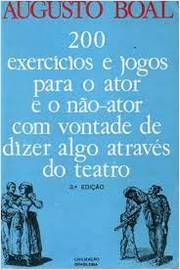 AUGUSTO BOAL
200
exercícios e jogos
para o ator
e o não-ator
com vontade de
dizer algo através
do teatro
3.ª EDIÇÃO
CIVILIZAÇÃO
BRASILEIRA